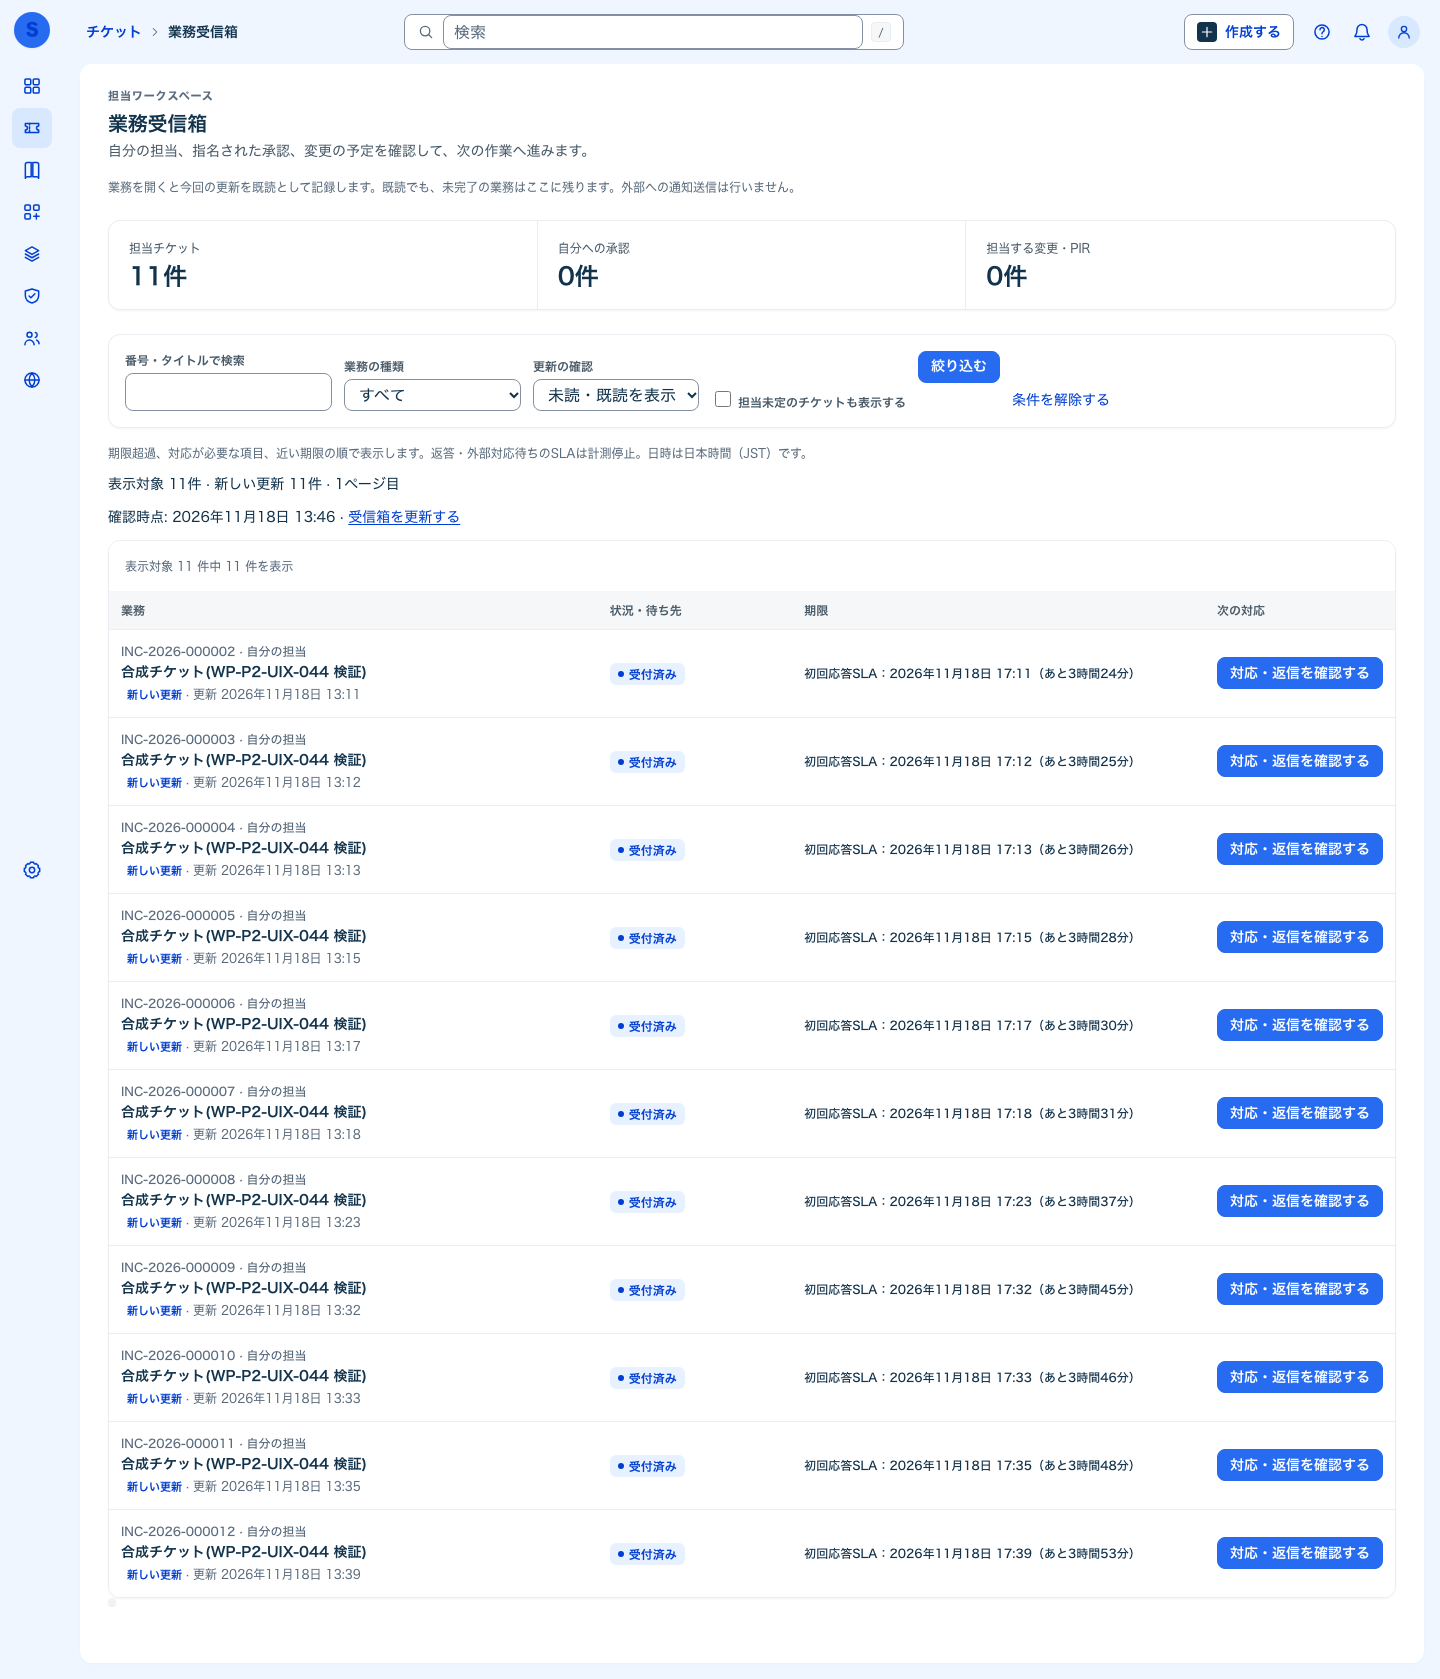 S
チケット > 業務受信箱
検索
/
作成する
担当ワークスペース
業務受信箱
自分の担当、指名された承認、変更の予定を確認して、次の作業へ進みます。
業務を開くと今回の更新を既読として記録します。既読でも、未完了の業務はここに残ります。外部への通知送信は行いません。
担当チケット
11件
自分への承認
0件
担当する変更・PIR
0件
番号・タイトルで検索
業務の種類
すべて
更新の確認
未読・既読を表示
担当未定のチケットも表示する
絞り込む
条件を解除する
期限超過、対応が必要な項目、近い期限の順で表示します。返答・外部対応待ちのSLAは計測停止。日時は日本時間（JST）です。
表示対象 11件 · 新しい更新 11件 · 1ページ目
確認時点: 2026年11月18日 13:46 · 受信箱を更新する
表示対象 11 件中 11 件を表示
業務 状況・待ち先 期限 次の対応
INC-2026-000002 · 自分の担当
合成チケット(WP-P2-UIX-044 検証)
新しい更新 · 更新 2026年11月18日 13:11
受付済み
初回応答SLA：2026年11月18日 17:11（あと3時間24分）
対応・返信を確認する
INC-2026-000003 · 自分の担当
合成チケット(WP-P2-UIX-044 検証)
新しい更新 · 更新 2026年11月18日 13:12
受付済み
初回応答SLA：2026年11月18日 17:12（あと3時間25分）
対応・返信を確認する
INC-2026-000004 · 自分の担当
合成チケット(WP-P2-UIX-044 検証)
新しい更新 · 更新 2026年11月18日 13:13
受付済み
初回応答SLA：2026年11月18日 17:13（あと3時間26分）
対応・返信を確認する
INC-2026-000005 · 自分の担当
合成チケット(WP-P2-UIX-044 検証)
新しい更新 · 更新 2026年11月18日 13:15
受付済み
初回応答SLA：2026年11月18日 17:15（あと3時間28分）
対応・返信を確認する
INC-2026-000006 · 自分の担当
合成チケット(WP-P2-UIX-044 検証)
新しい更新 · 更新 2026年11月18日 13:17
受付済み
初回応答SLA：2026年11月18日 17:17（あと3時間30分）
対応・返信を確認する
INC-2026-000007 · 自分の担当
合成チケット(WP-P2-UIX-044 検証)
新しい更新 · 更新 2026年11月18日 13:18
受付済み
初回応答SLA：2026年11月18日 17:18（あと3時間31分）
対応・返信を確認する
INC-2026-000008 · 自分の担当
合成チケット(WP-P2-UIX-044 検証)
新しい更新 · 更新 2026年11月18日 13:23
受付済み
初回応答SLA：2026年11月18日 17:23（あと3時間37分）
対応・返信を確認する
INC-2026-000009 · 自分の担当
合成チケット(WP-P2-UIX-044 検証)
新しい更新 · 更新 2026年11月18日 13:32
受付済み
初回応答SLA：2026年11月18日 17:32（あと3時間45分）
対応・返信を確認する
INC-2026-000010 · 自分の担当
合成チケット(WP-P2-UIX-044 検証)
新しい更新 · 更新 2026年11月18日 13:33
受付済み
初回応答SLA：2026年11月18日 17:33（あと3時間46分）
対応・返信を確認する
INC-2026-000011 · 自分の担当
合成チケット(WP-P2-UIX-044 検証)
新しい更新 · 更新 2026年11月18日 13:35
受付済み
初回応答SLA：2026年11月18日 17:35（あと3時間48分）
対応・返信を確認する
INC-2026-000012 · 自分の担当
合成チケット(WP-P2-UIX-044 検証)
新しい更新 · 更新 2026年11月18日 13:39
受付済み
初回応答SLA：2026年11月18日 17:39（あと3時間53分）
対応・返信を確認する